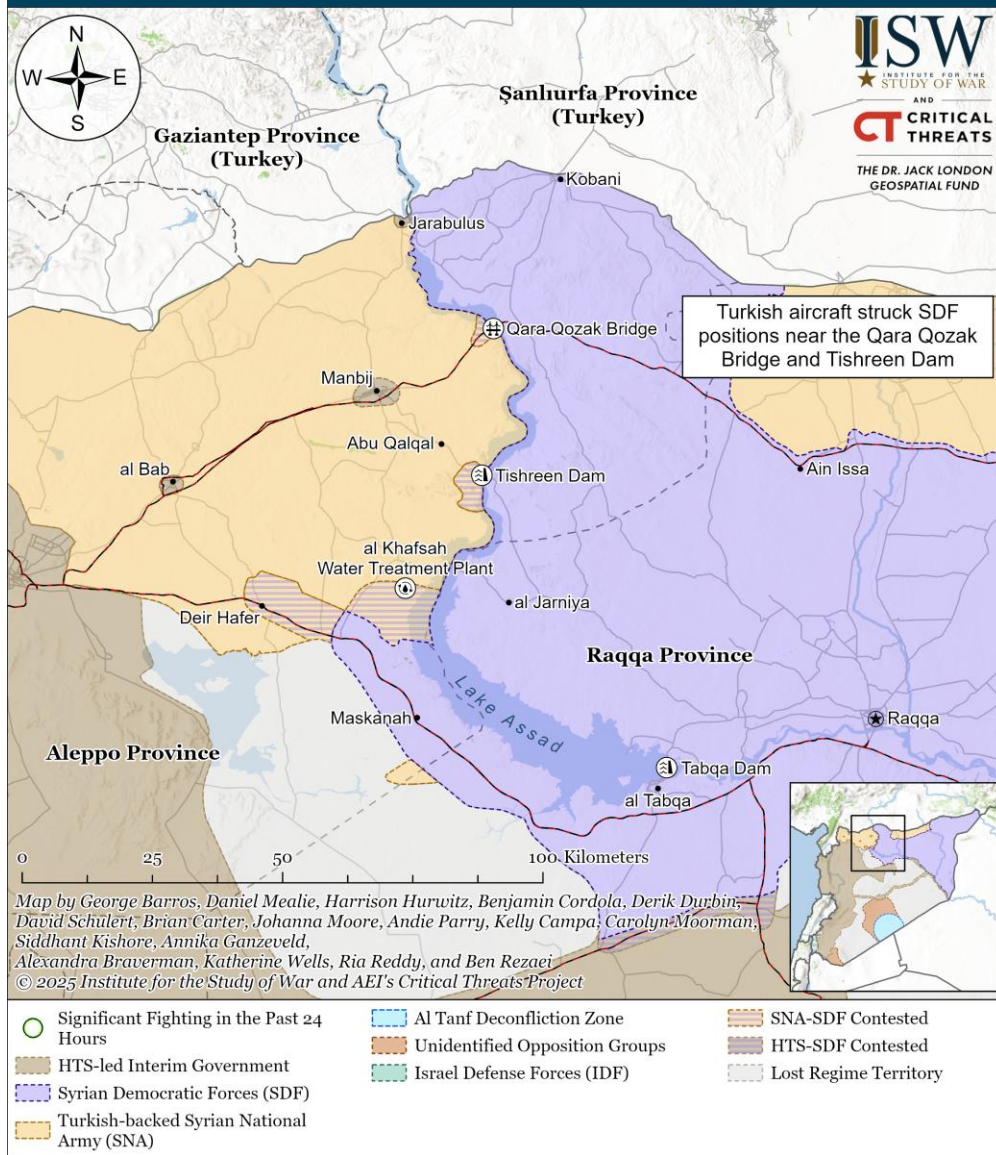 N
W
E
S
ISW
INSTITUTE FOR THE
STUDY OF WAR
AND
CT CRITICAL
THREATS
THE DR. JACK LONDON
GEOSPATIAL FUND
Şanlıurfa Province
(Turkey)
Gaziantep Province
(Turkey)
Kobani
Jarabulus
Qara-Qozak Bridge
Turkish aircraft struck SDF
positions near the Qara Qozak
Bridge and Tishreen Dam
Manbij
Abu Qalqal
al Bab
Tishreen Dam
Ain Issa
al Khafsah
Water Treatment Plant
Deir Hafer
al Jarniya
Raqqa Province
Lake Assad
Maskanah
Raqqa
Aleppo Province
Tabqa Dam
al Tabqa
0 25 50 100 Kilometers
Map by George Barros, Daniel Mealie, Harrison Hurwitz, Benjamin Cordola, Derik Durbin,
David Schulert, Brian Carter, Johanna Moore, Andie Parry, Kelly Campa, Carolyn Moorman,
Siddhant Kishore, Annika Ganzeveld,
Alexandra Braverman, Katherine Wells, Ria Reddy, and Ben Rezaei
© 2025 Institute for the Study of War and AEI's Critical Threats Project
Significant Fighting in the Past 24
Hours
HTS-led Interim Government
Syrian Democratic Forces (SDF)
Turkish-backed Syrian National
Army (SNA)
Al Tanf Deconfliction Zone
Unidentified Opposition Groups
Israel Defense Forces (IDF)
SNA-SDF Contested
HTS-SDF Contested
Lost Regime Territory